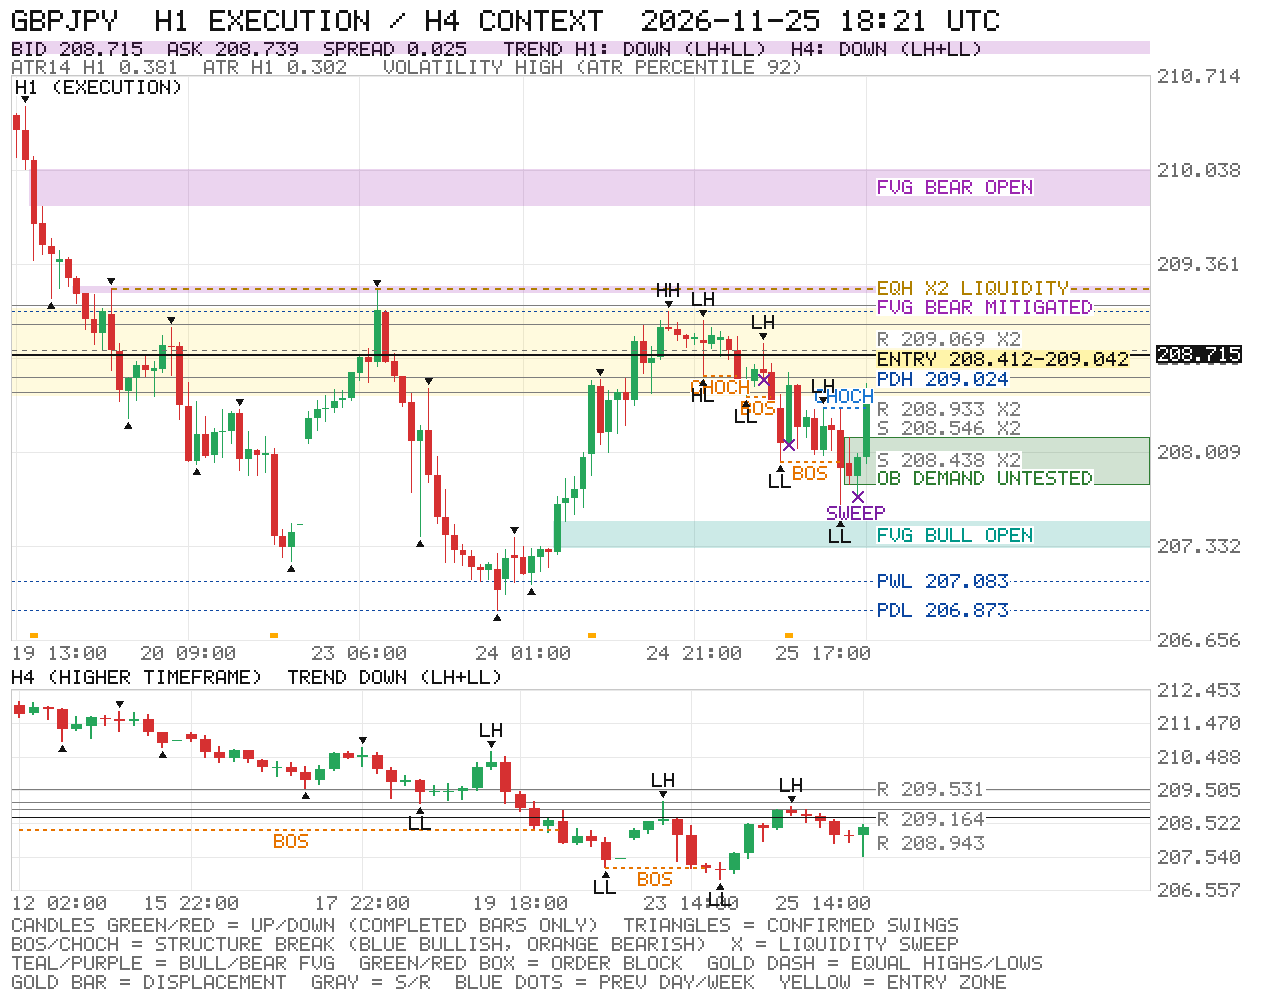 GBPJPY  H1 EXECUTION / H4 CONTEXT  2026-11-25 18:21 UTC
BID 208.715  ASK 208.739  SPREAD 0.025   TREND H1: DOWN (LH+LL)  H4: DOWN (LH+LL)
ATR14 H1 0.381  ATR H1 0.302   VOLATILITY HIGH (ATR PERCENTILE 92)
210.714
H1 (EXECUTION)
210.038
FVG BEAR OPEN
209.361
EQH X2 LIQUIDITY
HH
LH
FVG BEAR MITIGATED
LH
R 209.069 X2
208.715
ENTRY 208.412-209.042
PDH 209.024
CHOCH
LH
HL
CHOCH
LL
BOS
R 208.933 X2
S 208.546 X2
208.009
S 208.438 X2
BOS
LL
OB DEMAND UNTESTED
SWEEP
LL
FVG BULL OPEN
207.332
PWL 207.083
PDL 206.873
206.656
19 13:00
20 09:00
23 06:00
24 01:00
24 21:00
25 17:00
H4 (HIGHER TIMEFRAME)  TREND DOWN (LH+LL)
212.453
211.470
LH
210.488
LH
LH
R 209.531
209.505
LL
R 209.164
208.522
BOS
R 208.943
207.540
BOS
LL
206.557
LL
12 02:00
15 22:00
17 22:00
19 18:00
23 14:00
25 14:00
CANDLES GREEN/RED = UP/DOWN (COMPLETED BARS ONLY)  TRIANGLES = CONFIRMED SWINGS
BOS/CHOCH = STRUCTURE BREAK (BLUE BULLISH, ORANGE BEARISH)  X = LIQUIDITY SWEEP
TEAL/PURPLE = BULL/BEAR FVG  GREEN/RED BOX = ORDER BLOCK  GOLD DASH = EQUAL HIGHS/LOWS
GOLD BAR = DISPLACEMENT  GRAY = S/R  BLUE DOTS = PREV DAY/WEEK  YELLOW = ENTRY ZONE